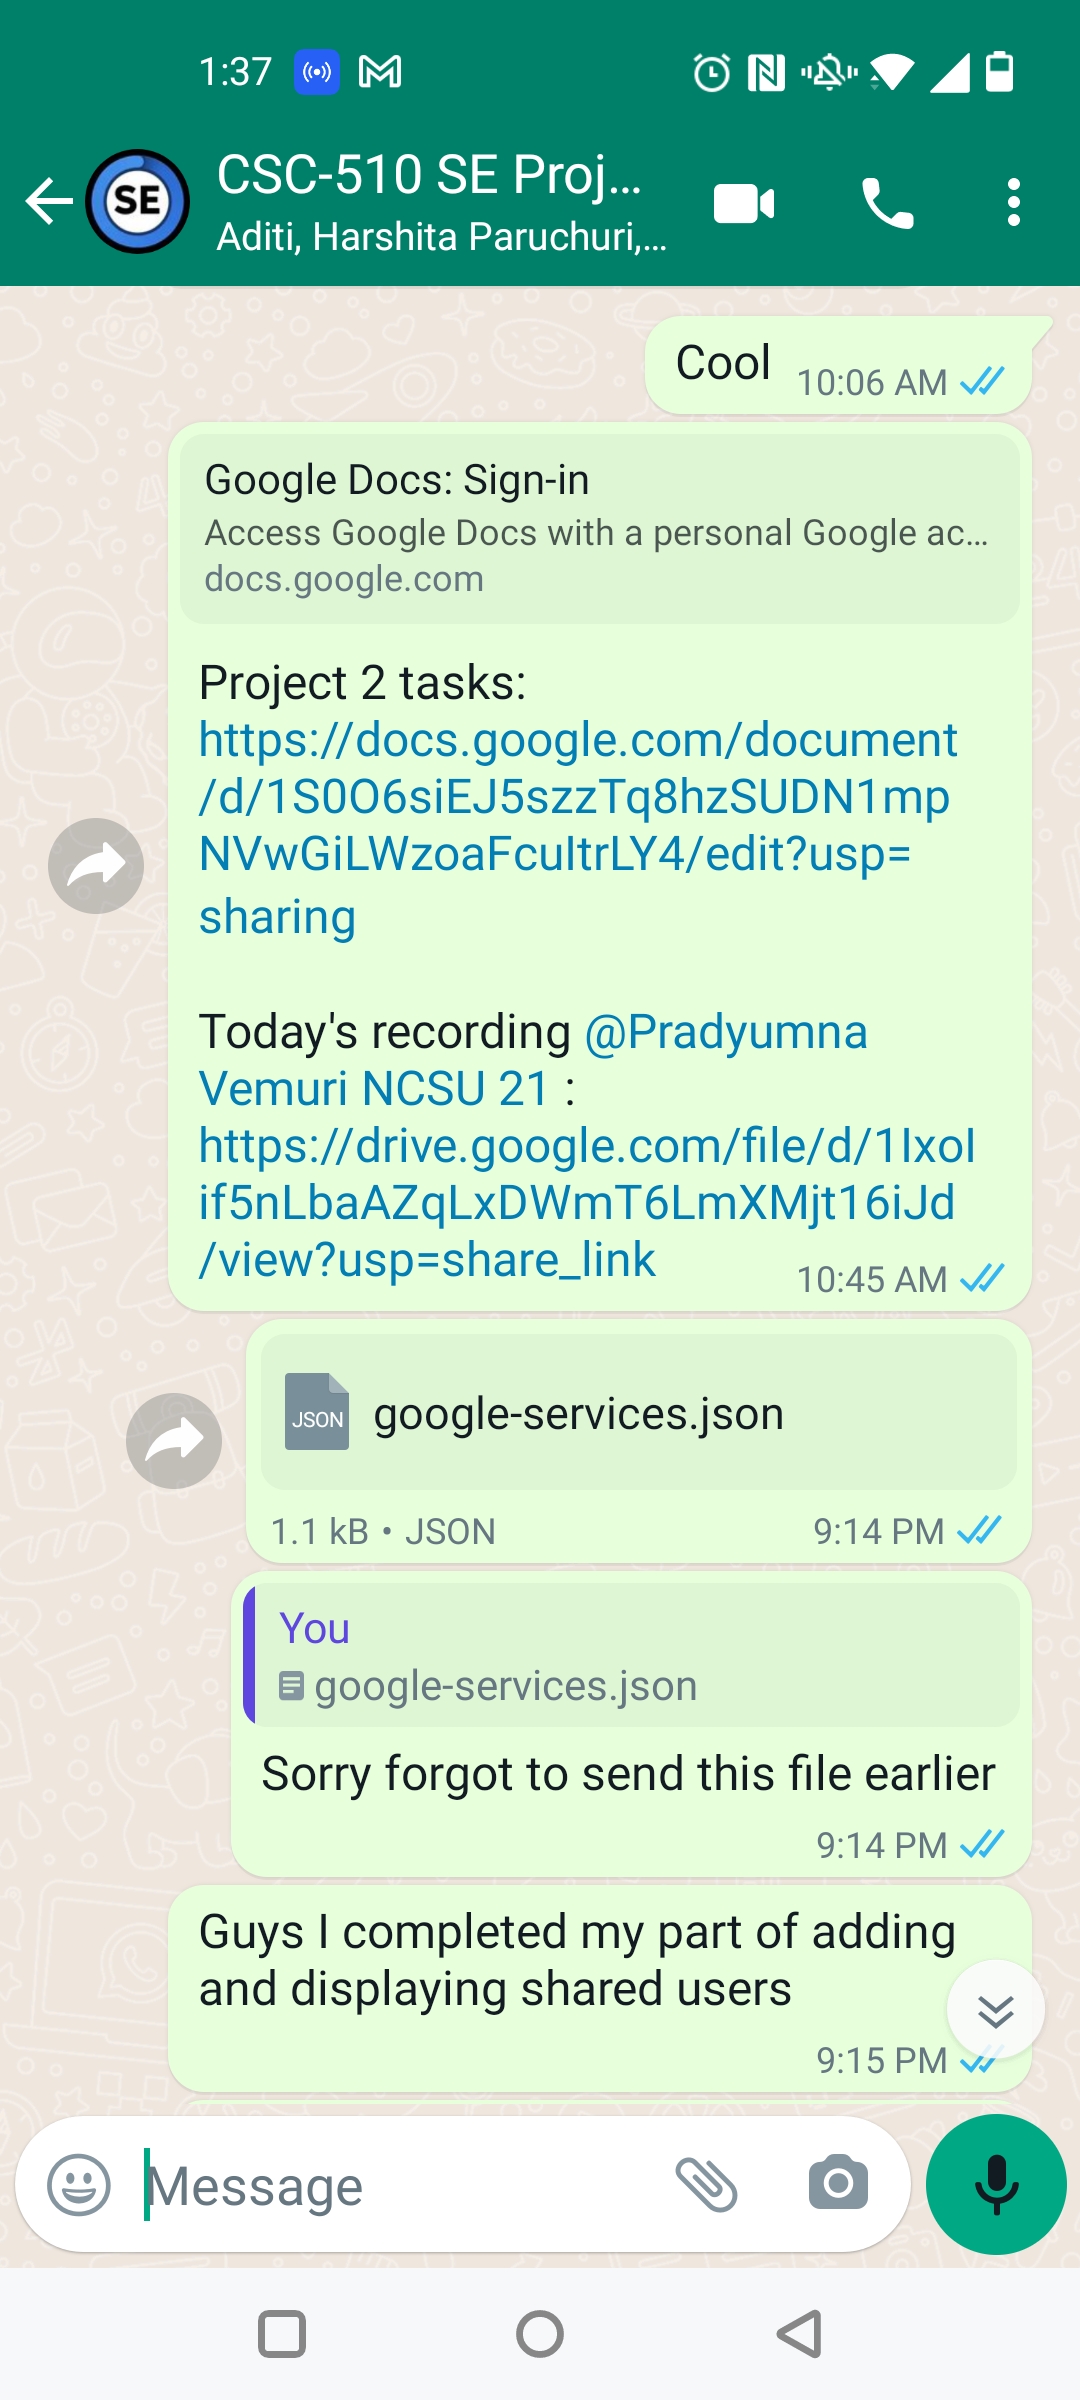 1:37
SE
CSC-510 SE Proj...
Aditi, Harshita Paruchuri,...
Cool
10:06 AM
Google Docs: Sign-in
Access Google Docs with a personal Google ac...
docs.google.com
Project 2 tasks:
https://docs.google.com/document
/d/1S0O6siEJ5szzTq8hzSUDN1mp
NVwGiLWzoaFcuItrLY4/edit?usp=
sharing
Today's recording @Pradyumna
Vemuri NCSU 21 :
https://drive.google.com/file/d/1IxoI
if5nLbaAZqLxDWmT6LmXMjt16iJd
/view?usp=share_link
10:45 AM
JSON
google-services.json
1.1 kB • JSON
9:14 PM
You
google-services.json
Sorry forgot to send this file earlier
9:14 PM
Guys I completed my part of adding
and displaying shared users
9:15 PM
Message